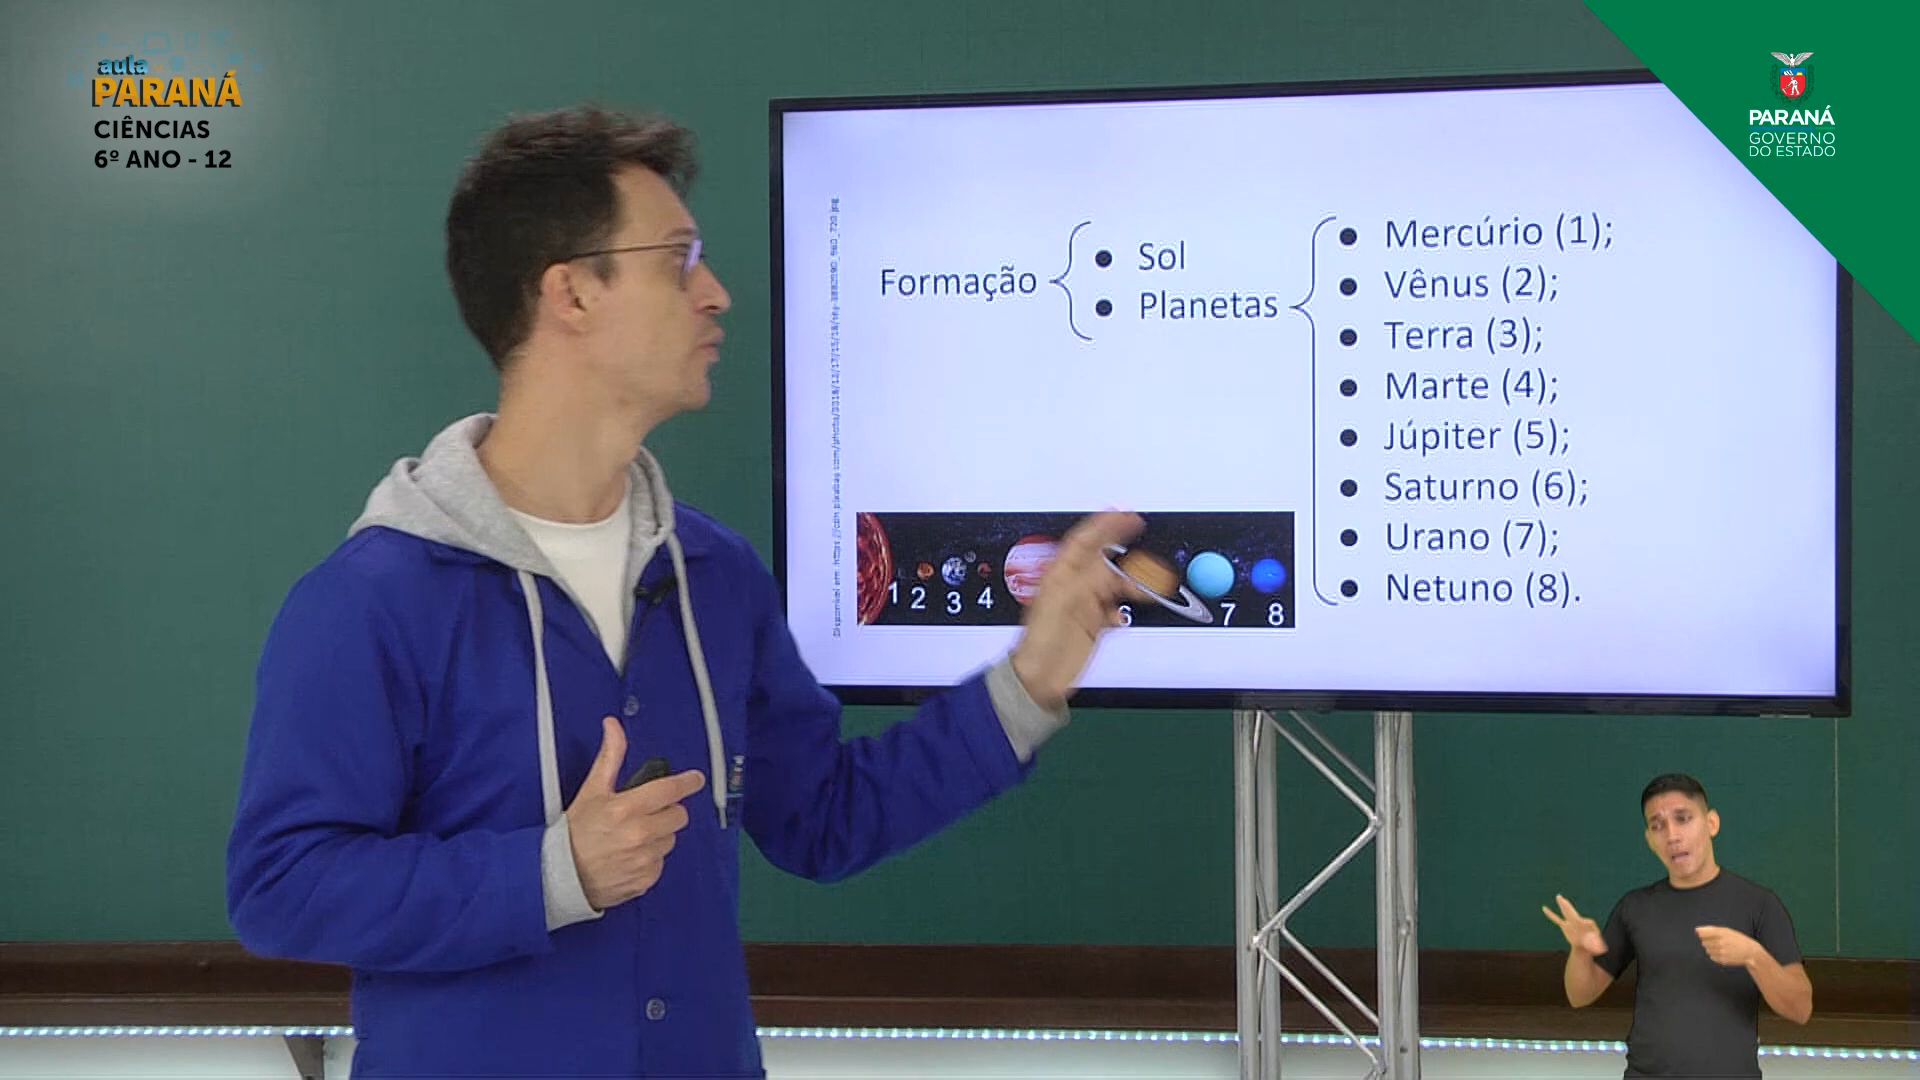 aula
PARANÁ
CIÊNCIAS
6º ANO - 12
PARANÁ
GOVERNO
DO ESTADO
Formação
Sol
Planetas
Mercúrio (1);
Vênus (2);
Terra (3);
Marte (4);
Júpiter (5);
Saturno (6);
Urano (7);
Netuno (8).
1 2 3 4 6 7 8